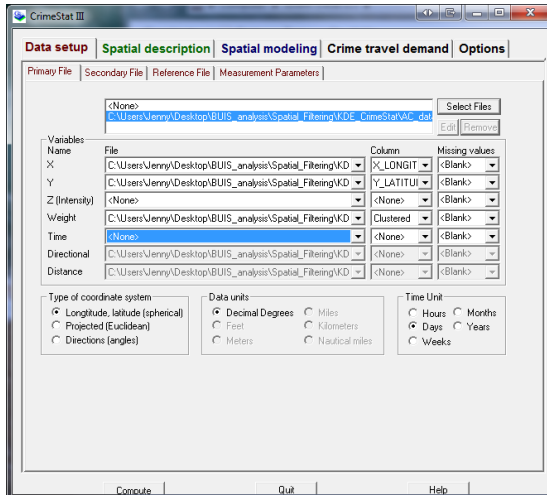 CrimeStat III
Data setup Spatial description Spatial modeling Crime travel demand Options
Primary File Secondary File Reference File Measurement Parameters
<None>
C:\Users\Jenny\Desktop\BUIS_analysis\Spatial_Filtering\KDE_CrimeStat\AC_dat
Select Files
Edit Remove
Variables
Name File Column Missing values
X C:\Users\Jenny\Desktop\BUIS_analysis\Spatial_Filtering\KD X_LONGIT <Blank>
Y C:\Users\Jenny\Desktop\BUIS_analysis\Spatial_Filtering\KD Y_LATITUI <Blank>
Z (Intensity) <None> <None> <Blank>
Weight C:\Users\Jenny\Desktop\BUIS_analysis\Spatial_Filtering\KD Clustered <Blank>
Time <None> <None> <Blank>
Directional C:\Users\Jenny\Desktop\BUIS_analysis\Spatial_Filtering\KD <None> <Blank>
Distance C:\Users\Jenny\Desktop\BUIS_analysis\Spatial_Filtering\KD <None> <Blank>
Type of coordinate system Data units Time Unit
Longtitude, latitude (spherical) Decimal Degrees Miles Hours Months
Projected (Euclidean) Feet Kilometers Days Years
Directions (angles) Meters Nautical miles Weeks
Compute Quit Help